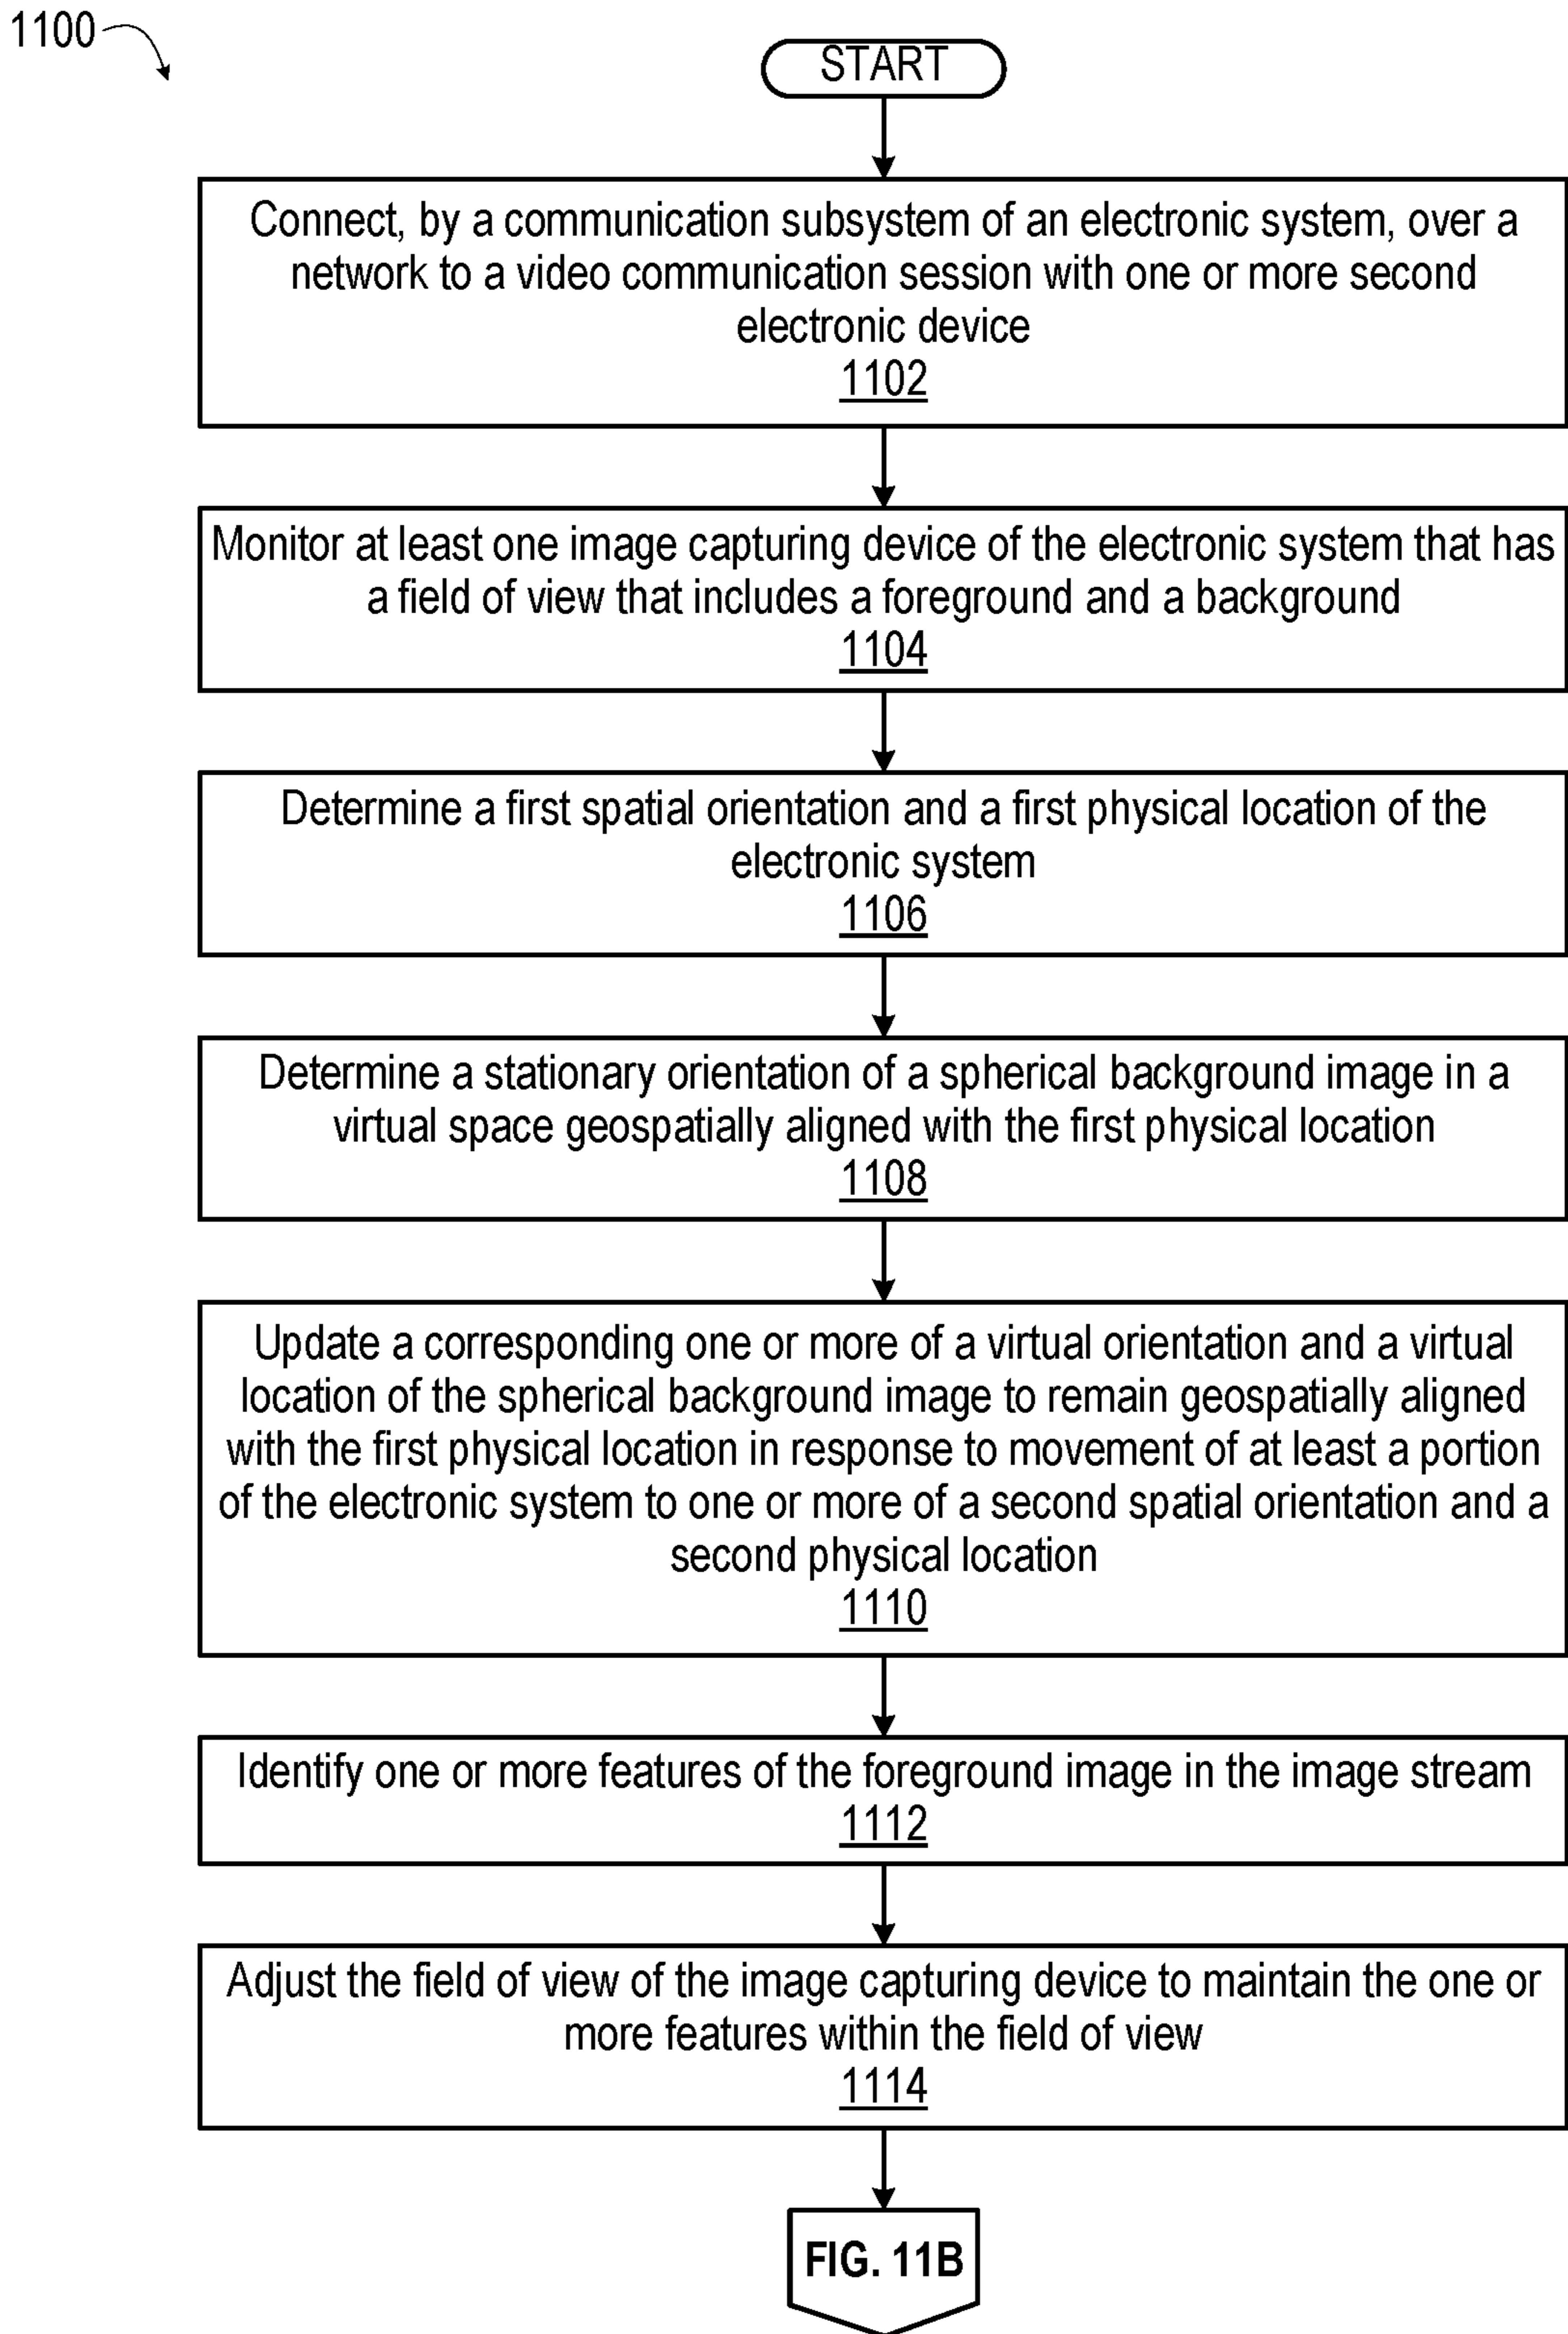 1100
START
Connect, by a communication subsystem of an electronic system, over a
network to a video communication session with one or more second
electronic device
1102
Monitor at least one image capturing device of the electronic system that has
a field of view that includes a foreground and a background
1104
Determine a first spatial orientation and a first physical location of the
electronic system
1106
Determine a stationary orientation of a spherical background image in a
virtual space geospatially aligned with the first physical location
1108
Update a corresponding one or more of a virtual orientation and a virtual
location of the spherical background image to remain geospatially aligned
with the first physical location in response to movement of at least a portion
of the electronic system to one or more of a second spatial orientation and a
second physical location
1110
Identify one or more features of the foreground image in the image stream
1112
Adjust the field of view of the image capturing device to maintain the one or
more features within the field of view
1114
FIG. 11B